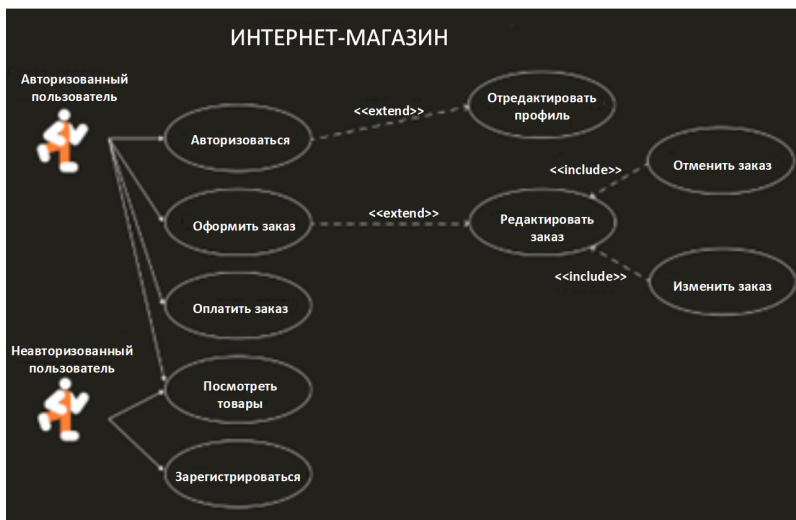 ИНТЕРНЕТ-МАГАЗИН
Авторизованный
пользователь
Авторизоваться
<<extend>>
Отредактировать
профиль
<<include>>
Отменить заказ
Оформить заказ
<<extend>>
Редактировать
заказ
<<include>>
Изменить заказ
Оплатить заказ
Неавторизованный
пользователь
Посмотреть
товары
Зарегистрироваться